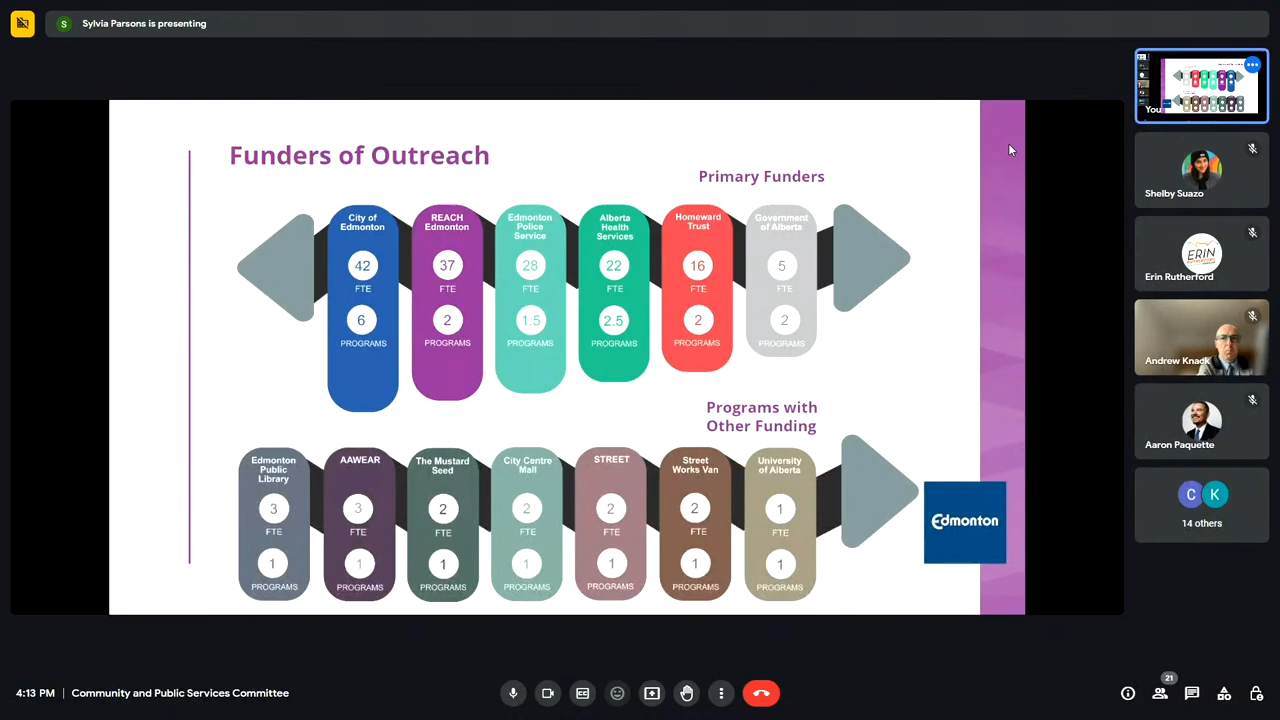 S
Sylvia Parsons is presenting
Funders of Outreach
Primary Funders
City of
Edmonton
42
FTE
6
PROGRAMS
REACH
Edmonton
37
FTE
2
PROGRAMS
Edmonton
Police
Service
28
FTE
1.5
PROGRAMS
Alberta
Health
Services
22
FTE
2.5
PROGRAMS
Homeward
Trust
16
FTE
2
PROGRAMS
Government
of Alberta
5
FTE
2
PROGRAMS
Programs with
Other Funding
Edmonton
Public
Library
3
FTE
1
PROGRAMS
AAWEAR
3
FTE
1
PROGRAMS
The Mustard
Seed
2
FTE
1
PROGRAMS
City Centre
Mall
2
FTE
1
PROGRAMS
STREET
2
FTE
1
PROGRAMS
Street
Works Van
2
FTE
1
PROGRAMS
University
of Alberta
1
FTE
1
PROGRAMS
Edmonton
You
Shelby Suazo
ERIN
Erin Rutherford
Andrew Knack
Aaron Paquette
C
K
14 others
4:13 PM | Community and Public Services Committee
21